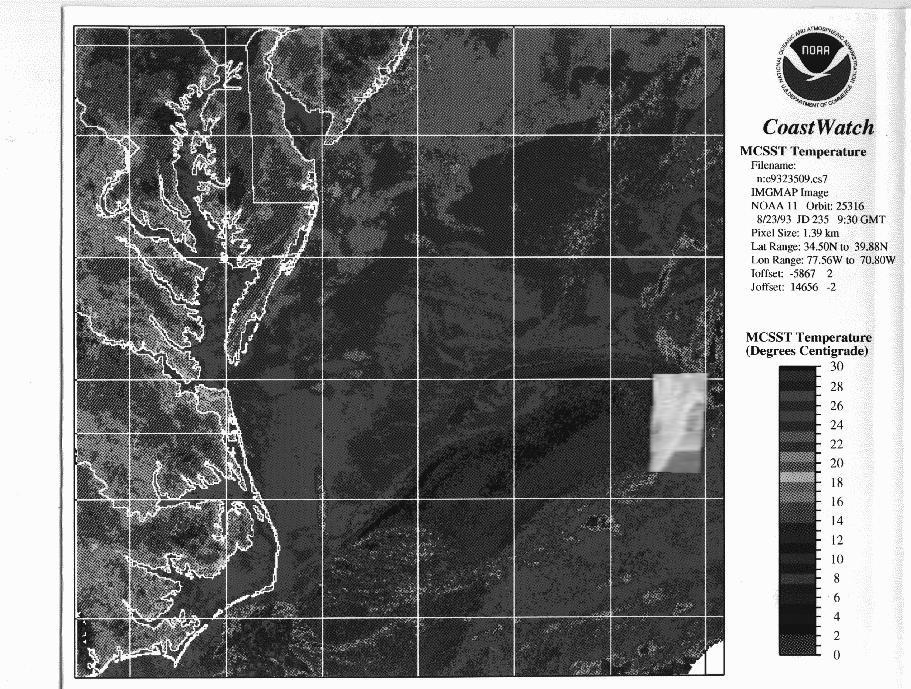 NATIONAL OCEANIC AND ATMOSPHERIC ADMINISTRATION
U.S. DEPARTMENT OF COMMERCE
NOAA
CoastWatch
MCSST Temperature
Filename:
n:c9323509.cs7
IMGMAP Image
NOAA 11 Orbit: 25316
8/23/93 JD 235 9:30 GMT
Pixel Size: 1.39 km
Lat Range: 34.50N to 39.88N
Lon Range: 77.56W to 70.80W
Ioffset: -5867 2
Joffset: 14656 -2
MCSST Temperature
(Degrees Centigrade)
30
28
26
24
22
20
18
16
14
12
10
8
6
4
2
0